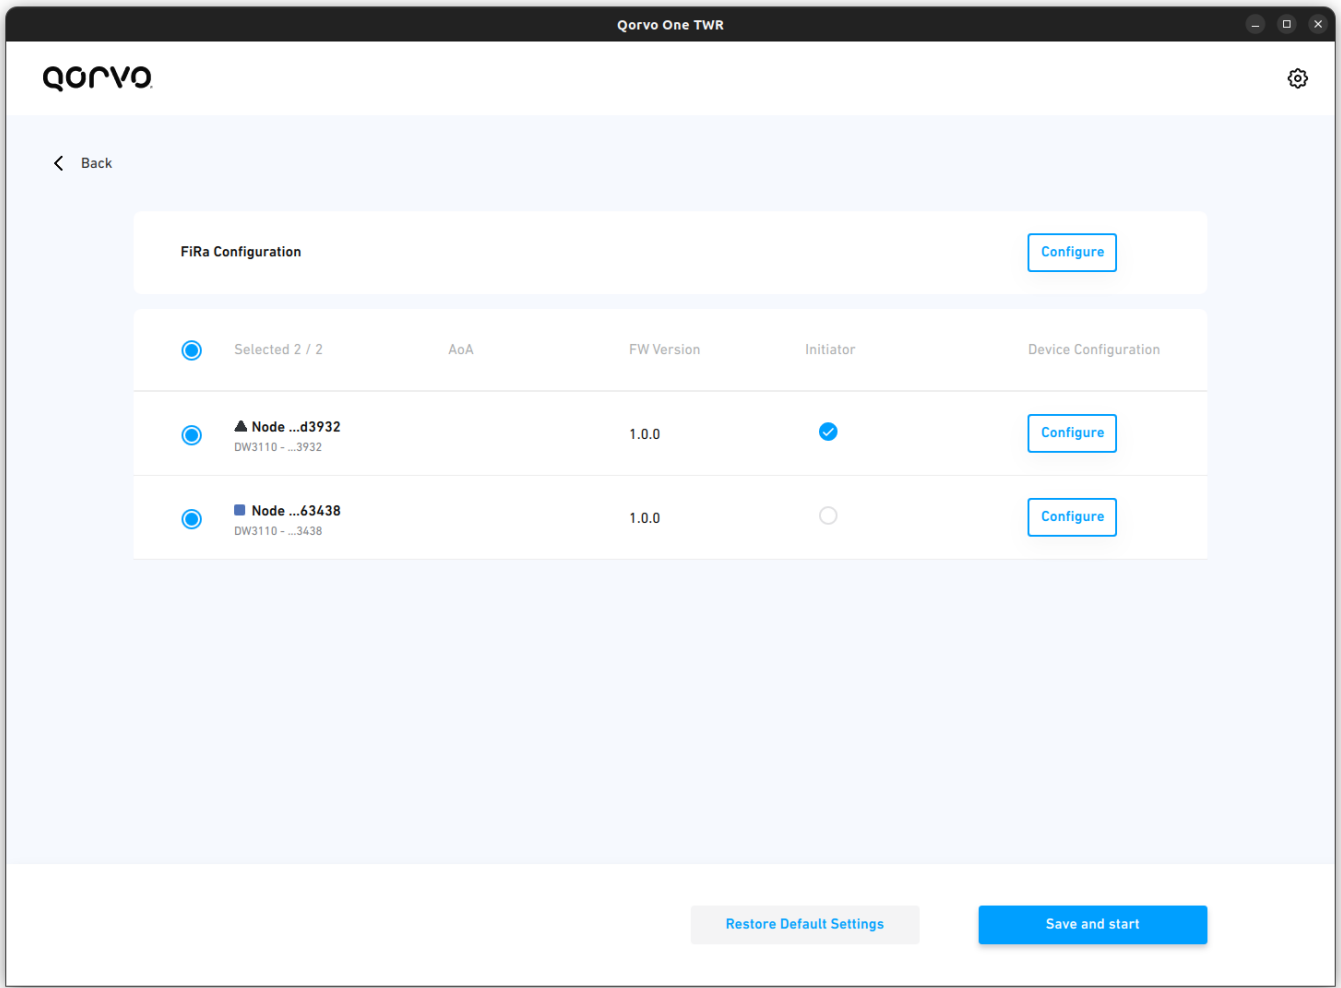 Qorvo One TWR
QORVO
Back
FiRa Configuration
Configure
Selected 2 / 2 AoA FW Version Initiator Device Configuration
Node ...d3932
DW3110 - ...3932
1.0.0
Configure
Node ...63438
DW3110 - ...3438
1.0.0
Configure
Restore Default Settings
Save and start